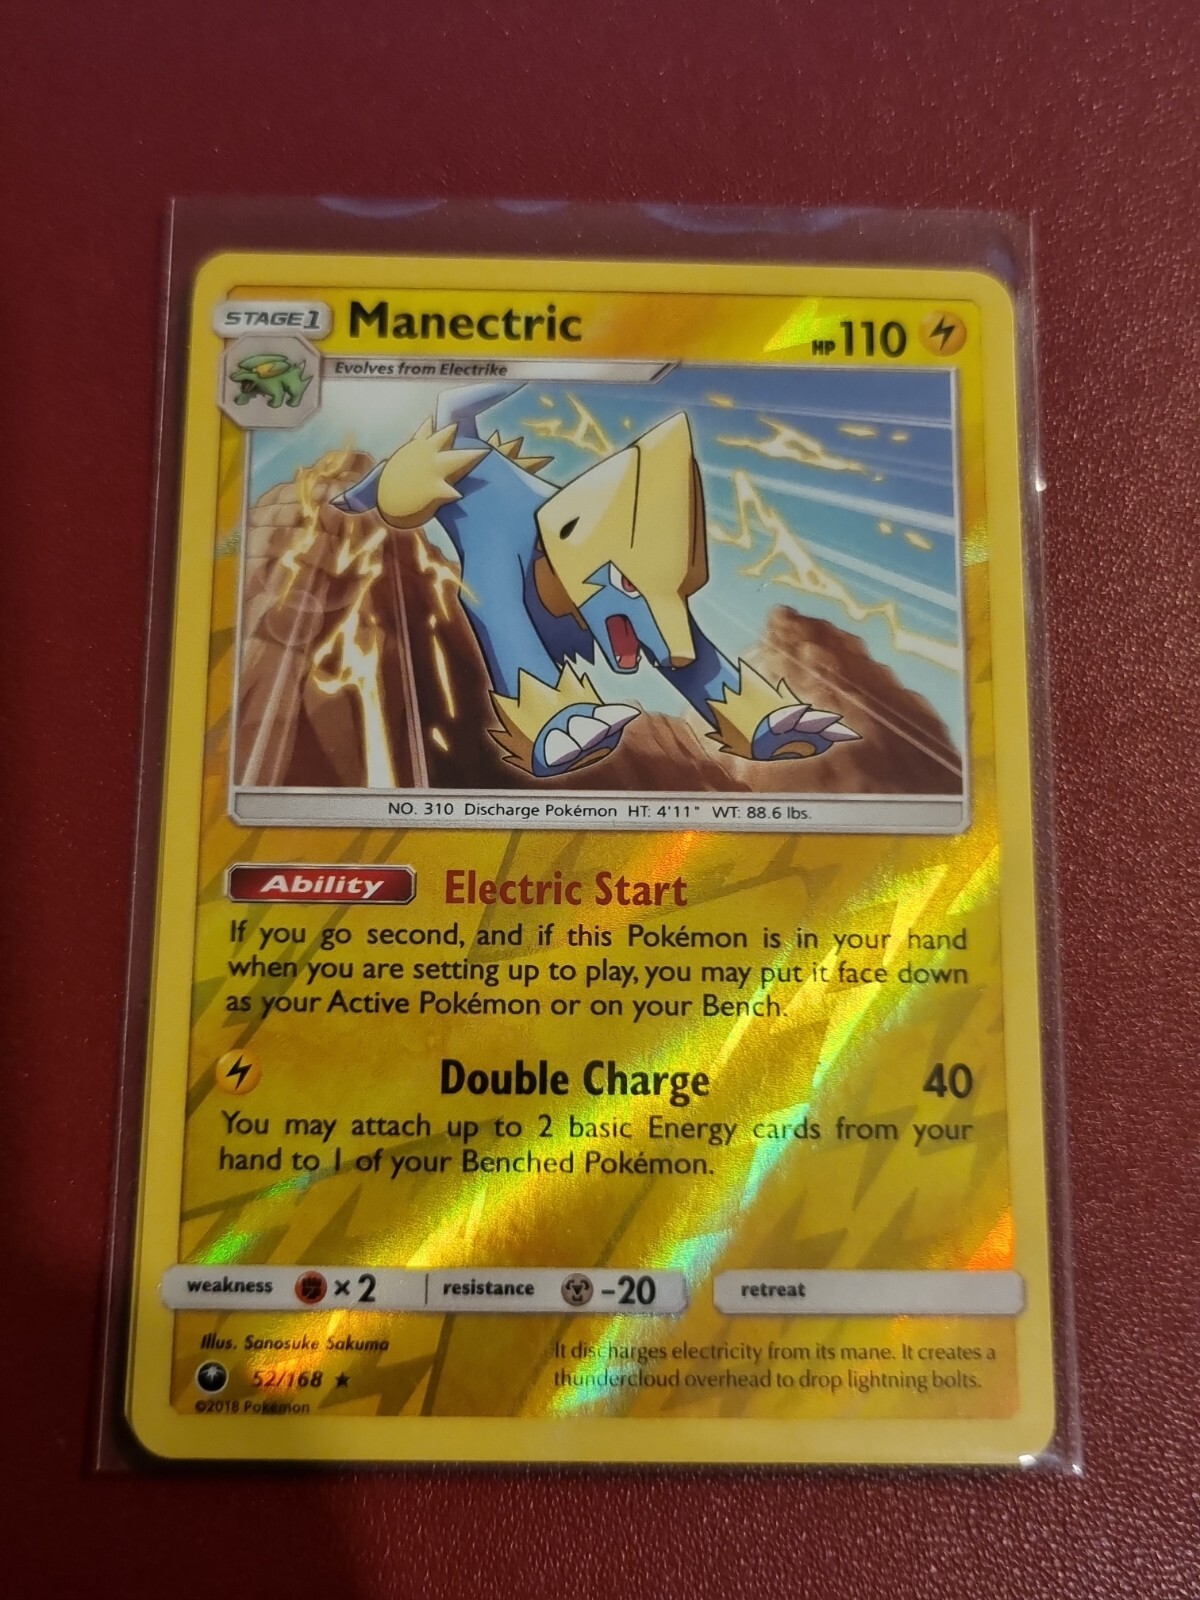 STAGE1 Manectric HP110
Evolves from Electrike
NO. 310 Discharge Pokémon HT: 4'11" WT: 88.6 lbs.
Ability Electric Start
If you go second, and if this Pokémon is in your hand
when you are setting up to play, you may put it face down
as your Active Pokémon or on your Bench.
Double Charge 40
You may attach up to 2 basic Energy cards from your
hand to 1 of your Benched Pokémon.
weakness ×2 resistance -20 retreat
Illus. Sanosuke Sakuma
It discharges electricity from its mane. It creates a
52/168 ★ thundercloud overhead to drop lightning bolts.
©2018 Pokémon